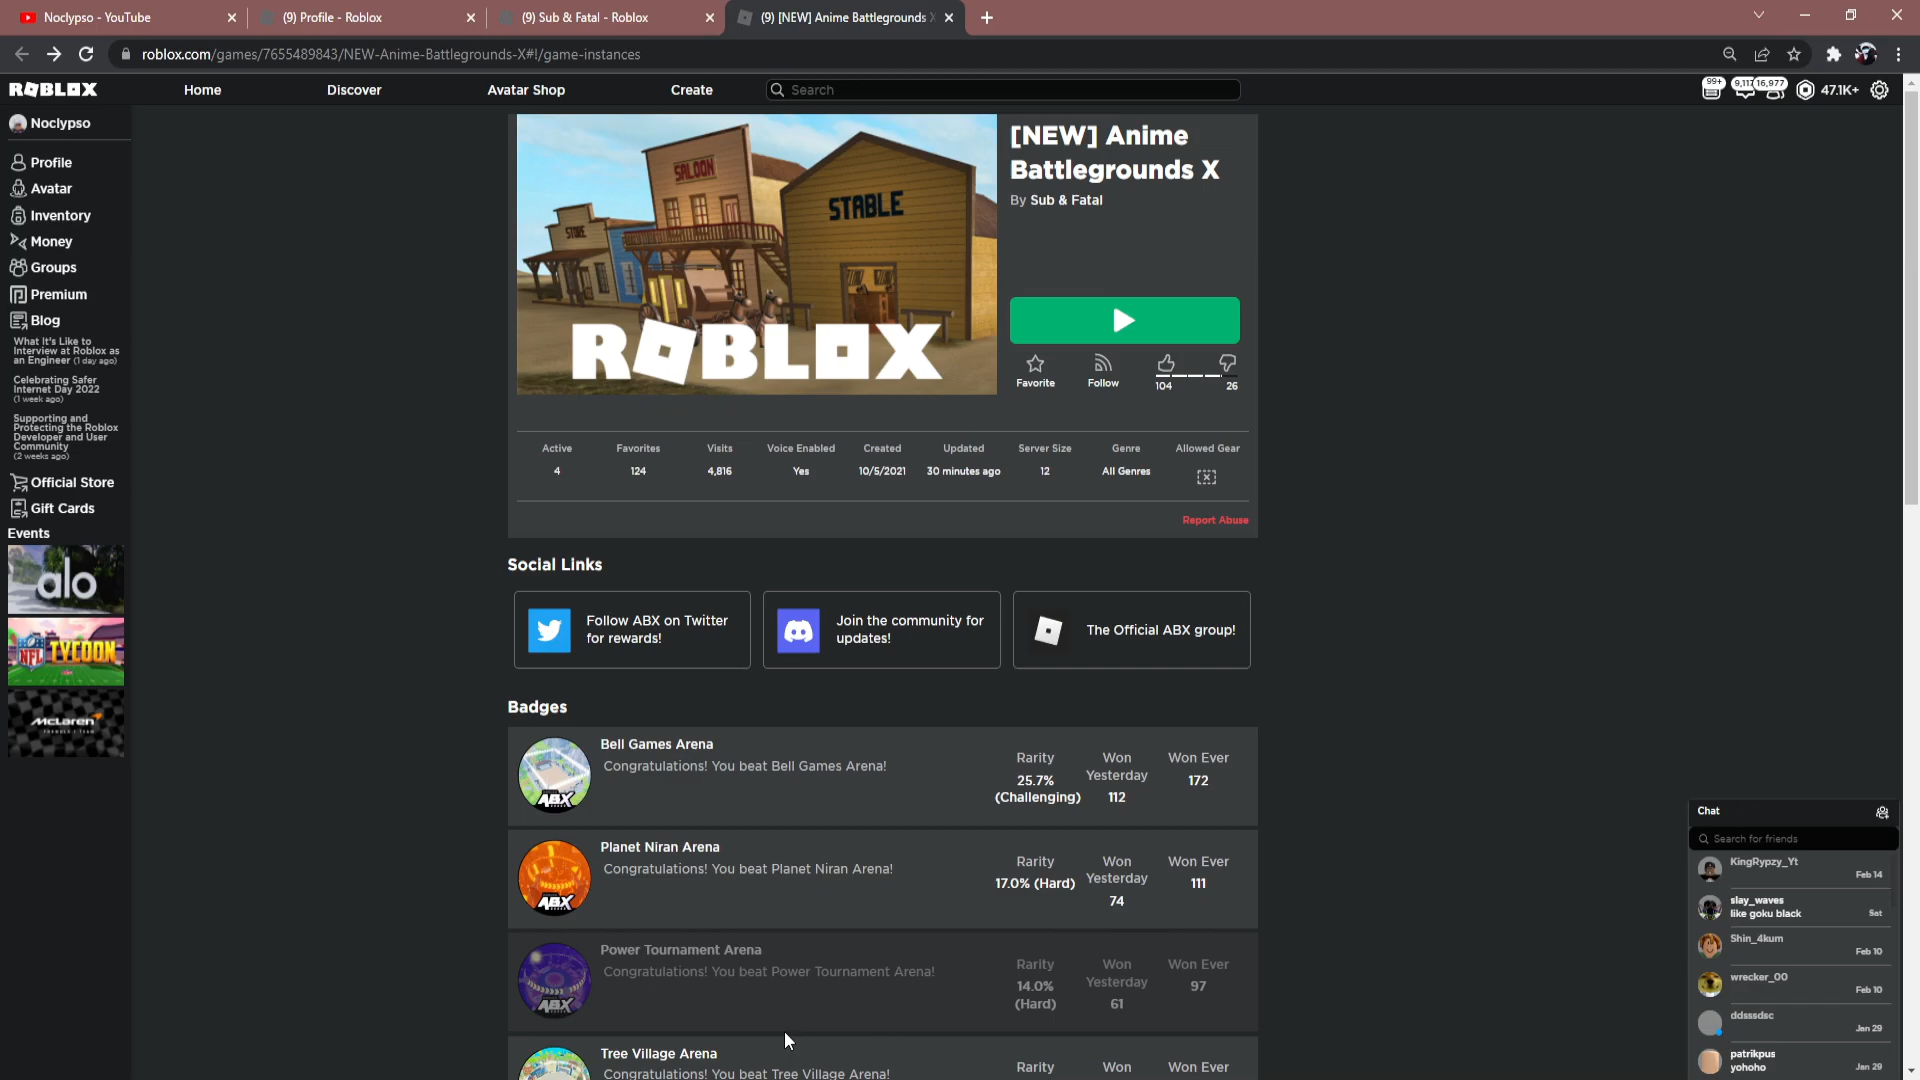 Noclypso - YouTube
(9) Profile - Roblox
(9) Sub & Fatal - Roblox
(9) [NEW] Anime Battlegrounds X
roblox.com/games/7655489843/NEW-Anime-Battlegrounds-X#!/game-instances
ROBLOX
Home
Discover
Avatar Shop
Create
Search
99+
16,977
47.1K+
Noclypso
Profile
Avatar
Inventory
Money
Groups
Premium
Blog
What It's Like to
Interview at Roblox as
an Engineer (1 day ago)
Celebrating Safer
Internet Day 2022
(1 week ago)
Supporting and
Protecting the Roblox
Developer and User
Community
(2 weeks ago)
Official Store
Gift Cards
Events
alo
NFL TYCOON
McLaren
FORMULA 1 TEAM
STORE
SALOON
STABLE
ROBLOX
[NEW] Anime
Battlegrounds X
By Sub & Fatal
Favorite
Follow
104
26
Active
4
Favorites
124
Visits
4,816
Voice Enabled
Yes
Created
10/5/2021
Updated
30 minutes ago
Server Size
12
Genre
All Genres
Allowed Gear
Report Abuse
Social Links
Follow ABX on Twitter
for rewards!
Join the community for
updates!
The Official ABX group!
Badges
ABX
Bell Games Arena
Congratulations! You beat Bell Games Arena!
Rarity
25.7%
(Challenging)
Won
Yesterday
112
Won Ever
172
ABX
Planet Niran Arena
Congratulations! You beat Planet Niran Arena!
Rarity
17.0% (Hard)
Won
Yesterday
74
Won Ever
111
ABX
Power Tournament Arena
Congratulations! You beat Power Tournament Arena!
Rarity
14.0%
(Hard)
Won
Yesterday
61
Won Ever
97
Tree Village Arena
Congratulations! You beat Tree Village Arena!
Rarity
Won
Won Ever
Chat
Search for friends
KingRypzy_Yt
Feb 14
slay_waves
like goku black
Sat
Shin_4kum
Feb 10
wrecker_00
Feb 10
ddsssdsc
Jan 29
patrikpus
yohoho
Jan 29